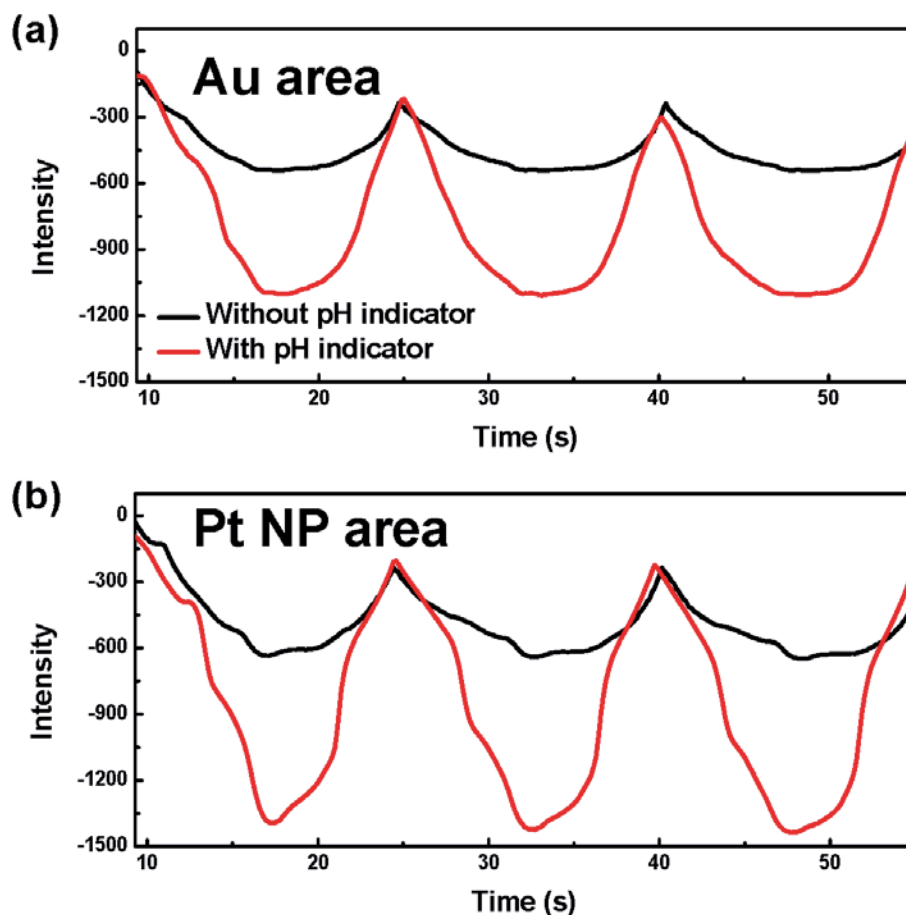 (a)
Au area
0
-300
-600
-900
-1200
-1500
Intensity
Without pH indicator
With pH indicator
10 20 30 40 50
Time (s)
(b)
Pt NP area
0
-300
-600
-900
-1200
-1500
Intensity
10 20 30 40 50
Time (s)